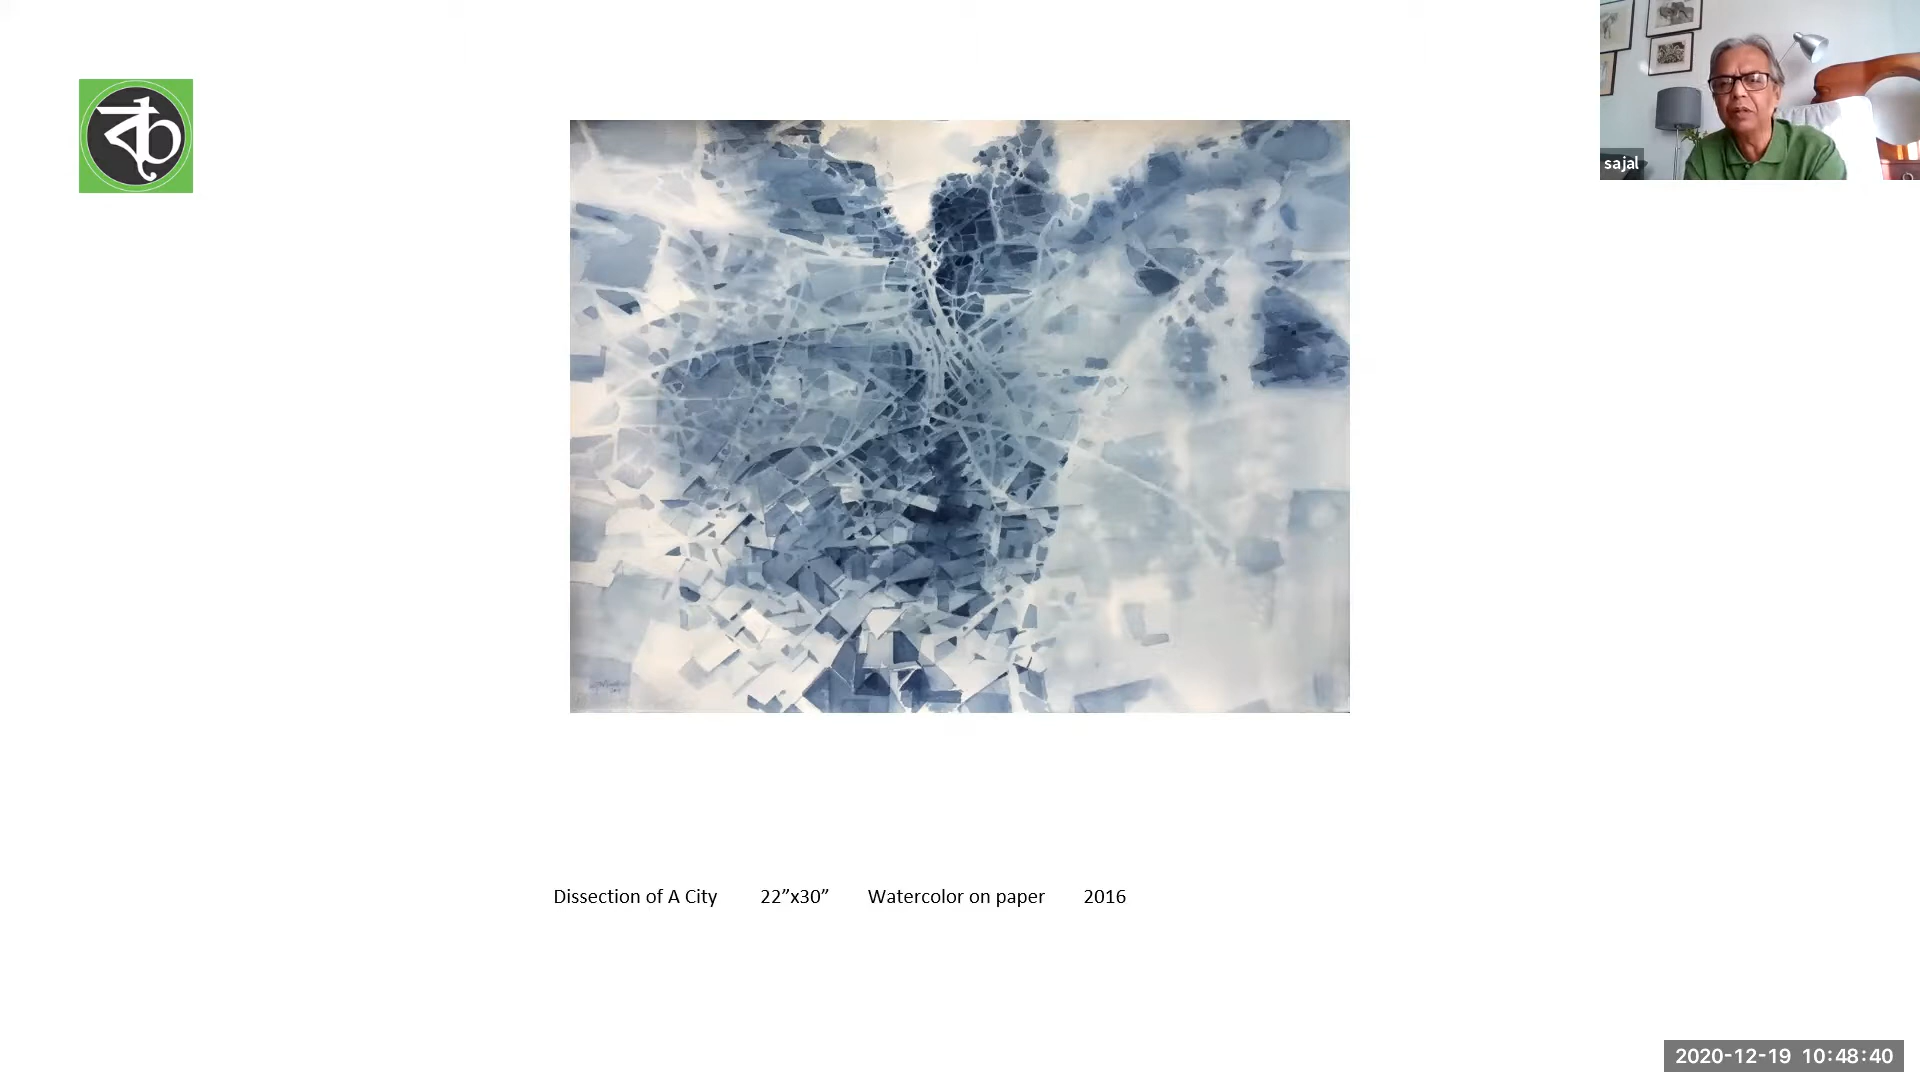 ক
sajal
Dissection of A City 22”x30” Watercolor on paper 2016
2020-12-19 10:48:40